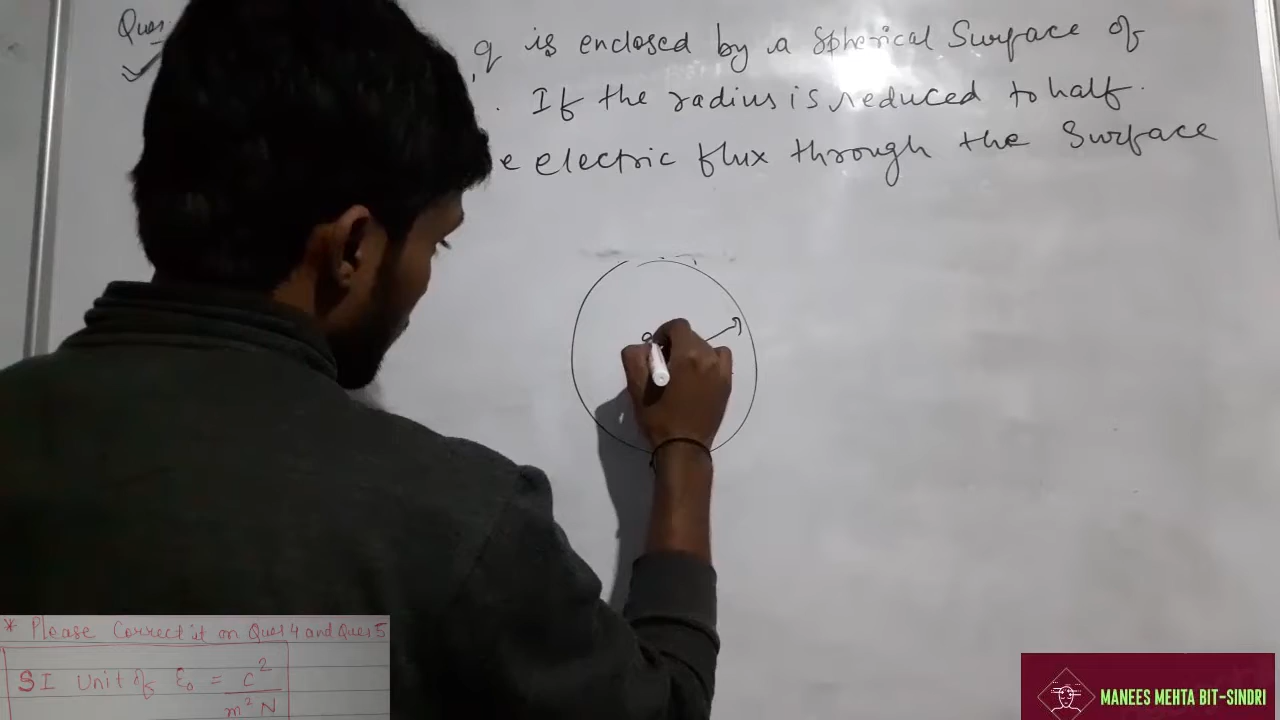 Ques.
q is enclosed by a Spherical Surface of
. If the radius is reduced to half.
e electric flux through the Surface
q
* Please Correct it on Ques 4 and Ques 5
SI Unit of ε₀ = C²/m² N
MANEES MEHTA BIT-SINDRI